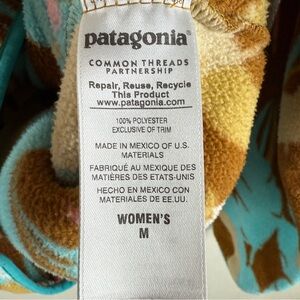 patagonia®
COMMON THREADS
PARTNERSHIP
Repair, Reuse, Recycle
This Product
www.patagonia.com
100% POLYESTER
EXCLUSIVE OF TRIM
MADE IN MEXICO OF U.S.
MATERIALS
FABRIQUÉ AU MEXIQUE DES
MATIÈRES DES ETATS-UNIS
HECHO EN MEXICO CON
MATERIALES DE EE.UU.
WOMEN'S
M